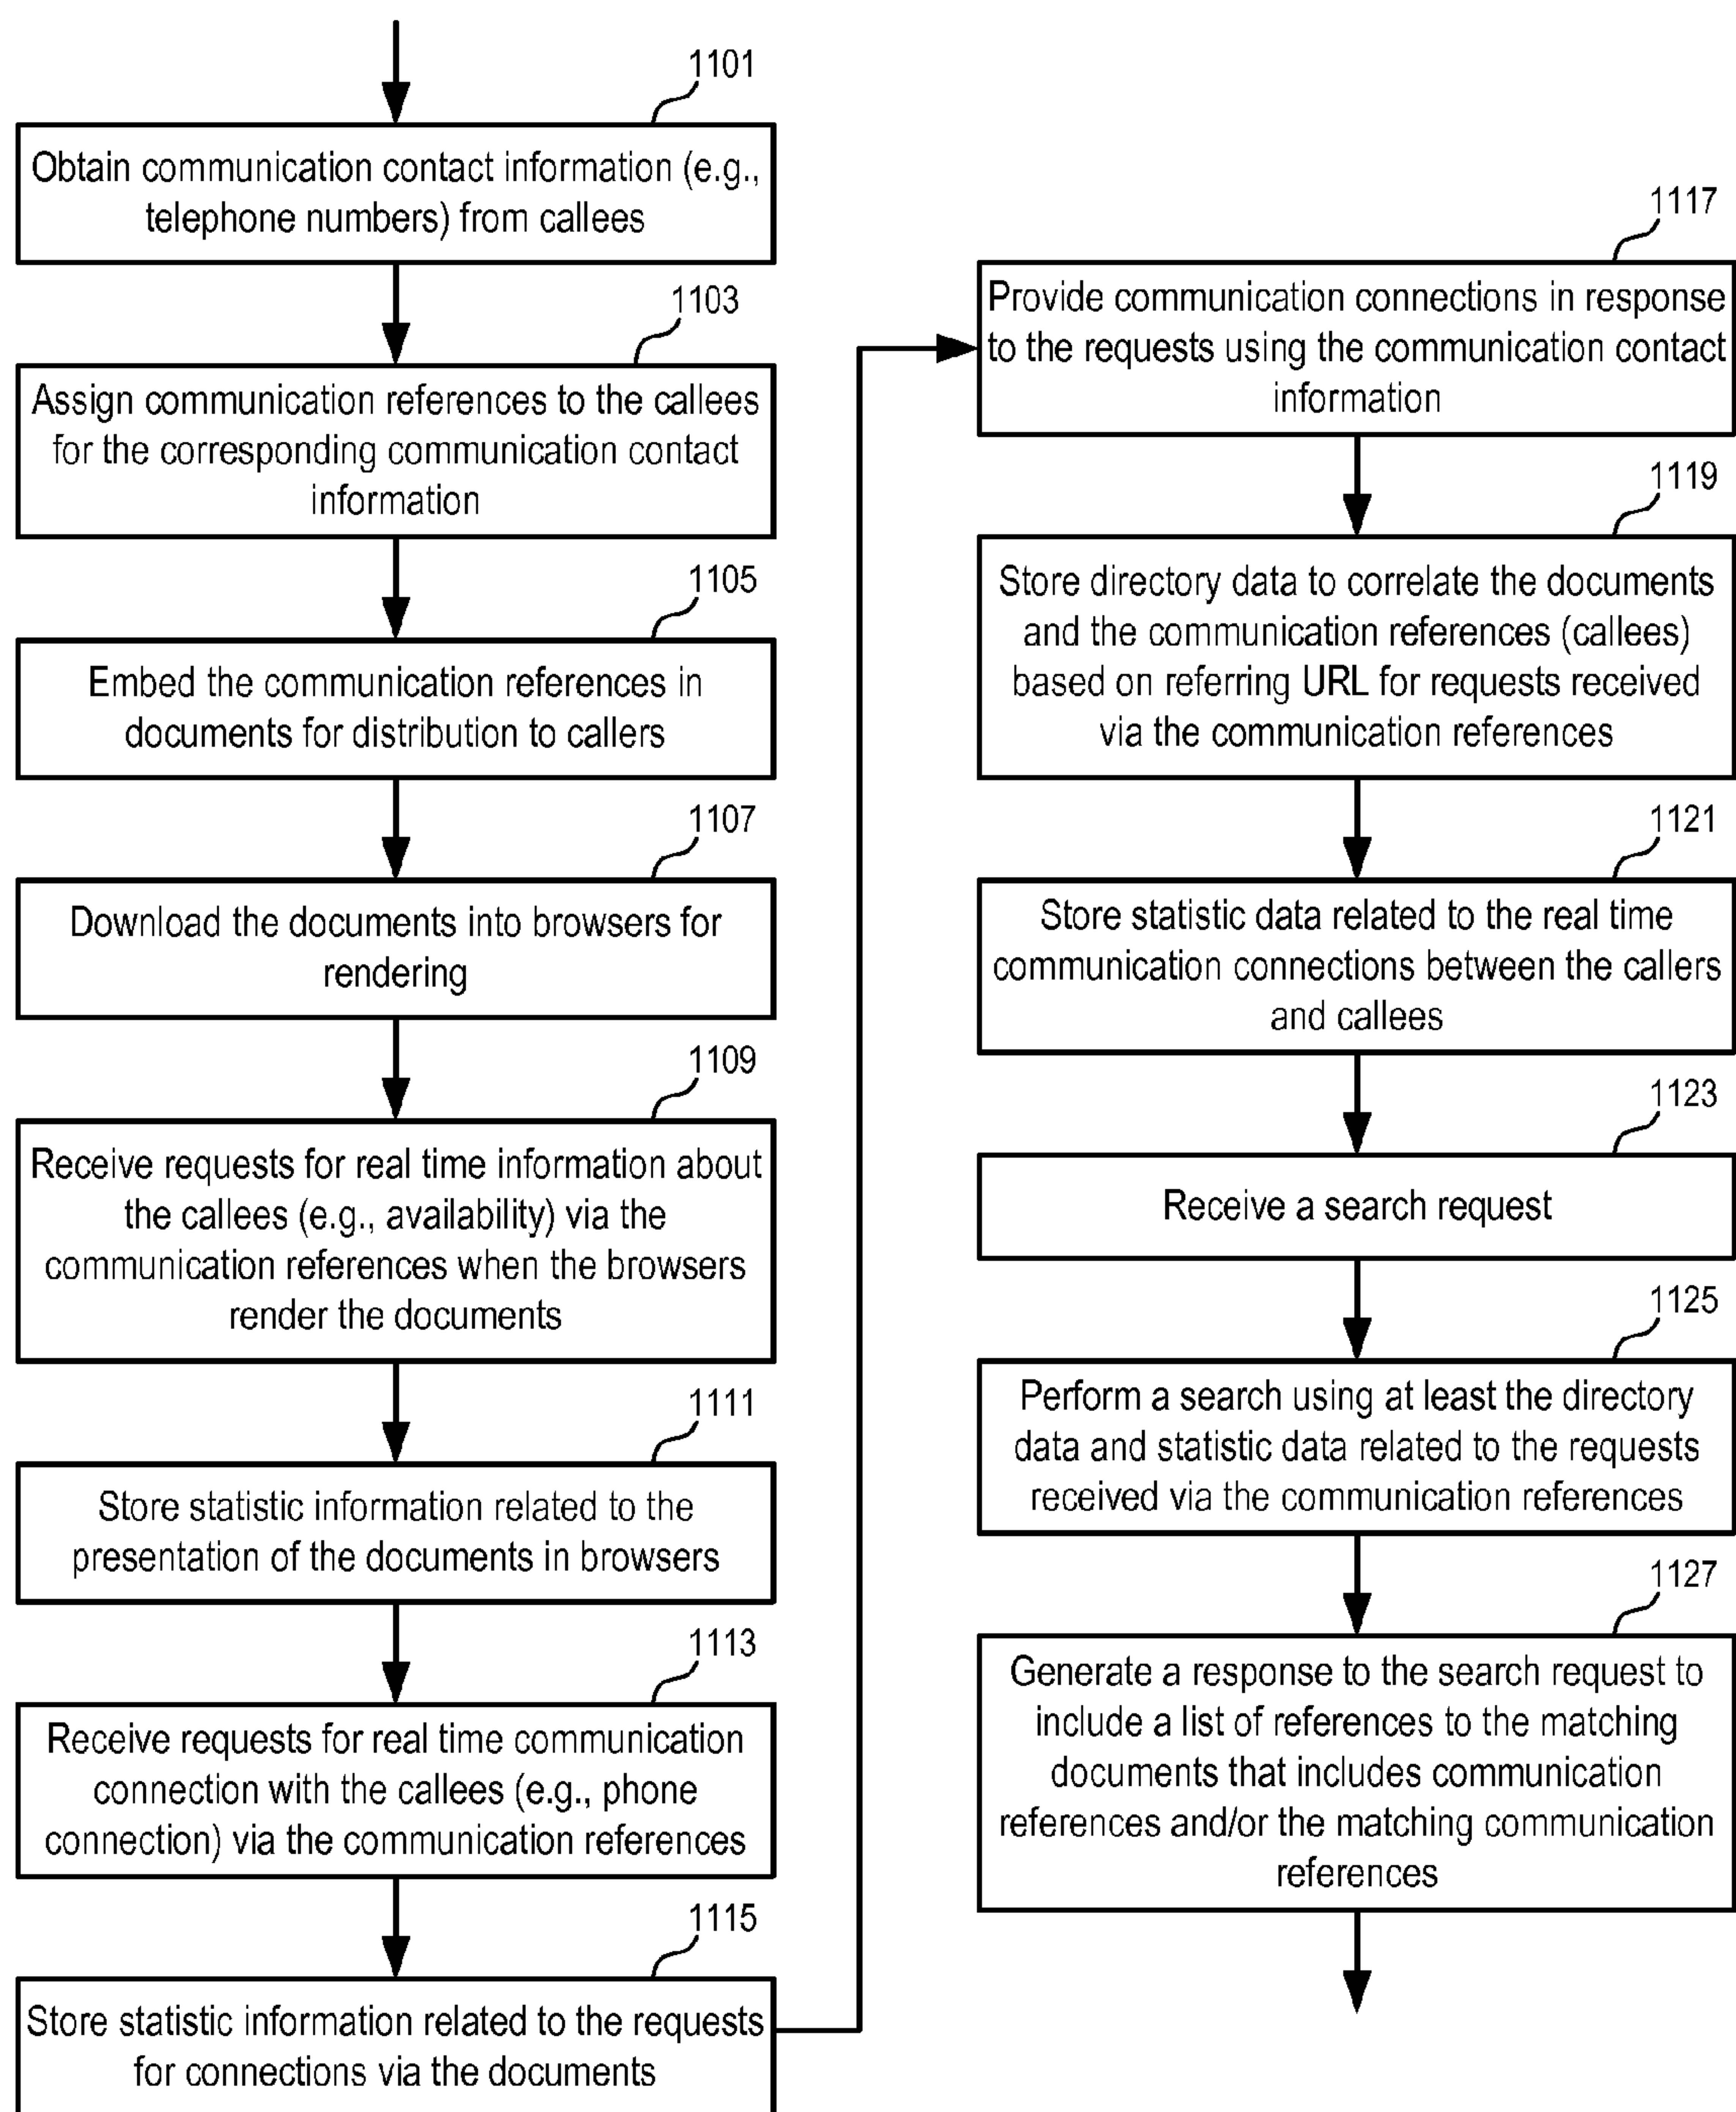 1101
Obtain communication contact information (e.g.,
telephone numbers) from callees
1103
Assign communication references to the callees
for the corresponding communication contact
information
1105
Embed the communication references in
documents for distribution to callers
1107
Download the documents into browsers for
rendering
1109
Receive requests for real time information about
the callees (e.g., availability) via the
communication references when the browsers
render the documents
1111
Store statistic information related to the
presentation of the documents in browsers
1113
Receive requests for real time communication
connection with the callees (e.g., phone
connection) via the communication references
1115
Store statistic information related to the requests
for connections via the documents
1117
Provide communication connections in response
to the requests using the communication contact
information
1119
Store directory data to correlate the documents
and the communication references (callees)
based on referring URL for requests received
via the communication references
1121
Store statistic data related to the real time
communication connections between the callers
and callees
1123
Receive a search request
1125
Perform a search using at least the directory
data and statistic data related to the requests
received via the communication references
1127
Generate a response to the search request to
include a list of references to the matching
documents that includes communication
references and/or the matching communication
references